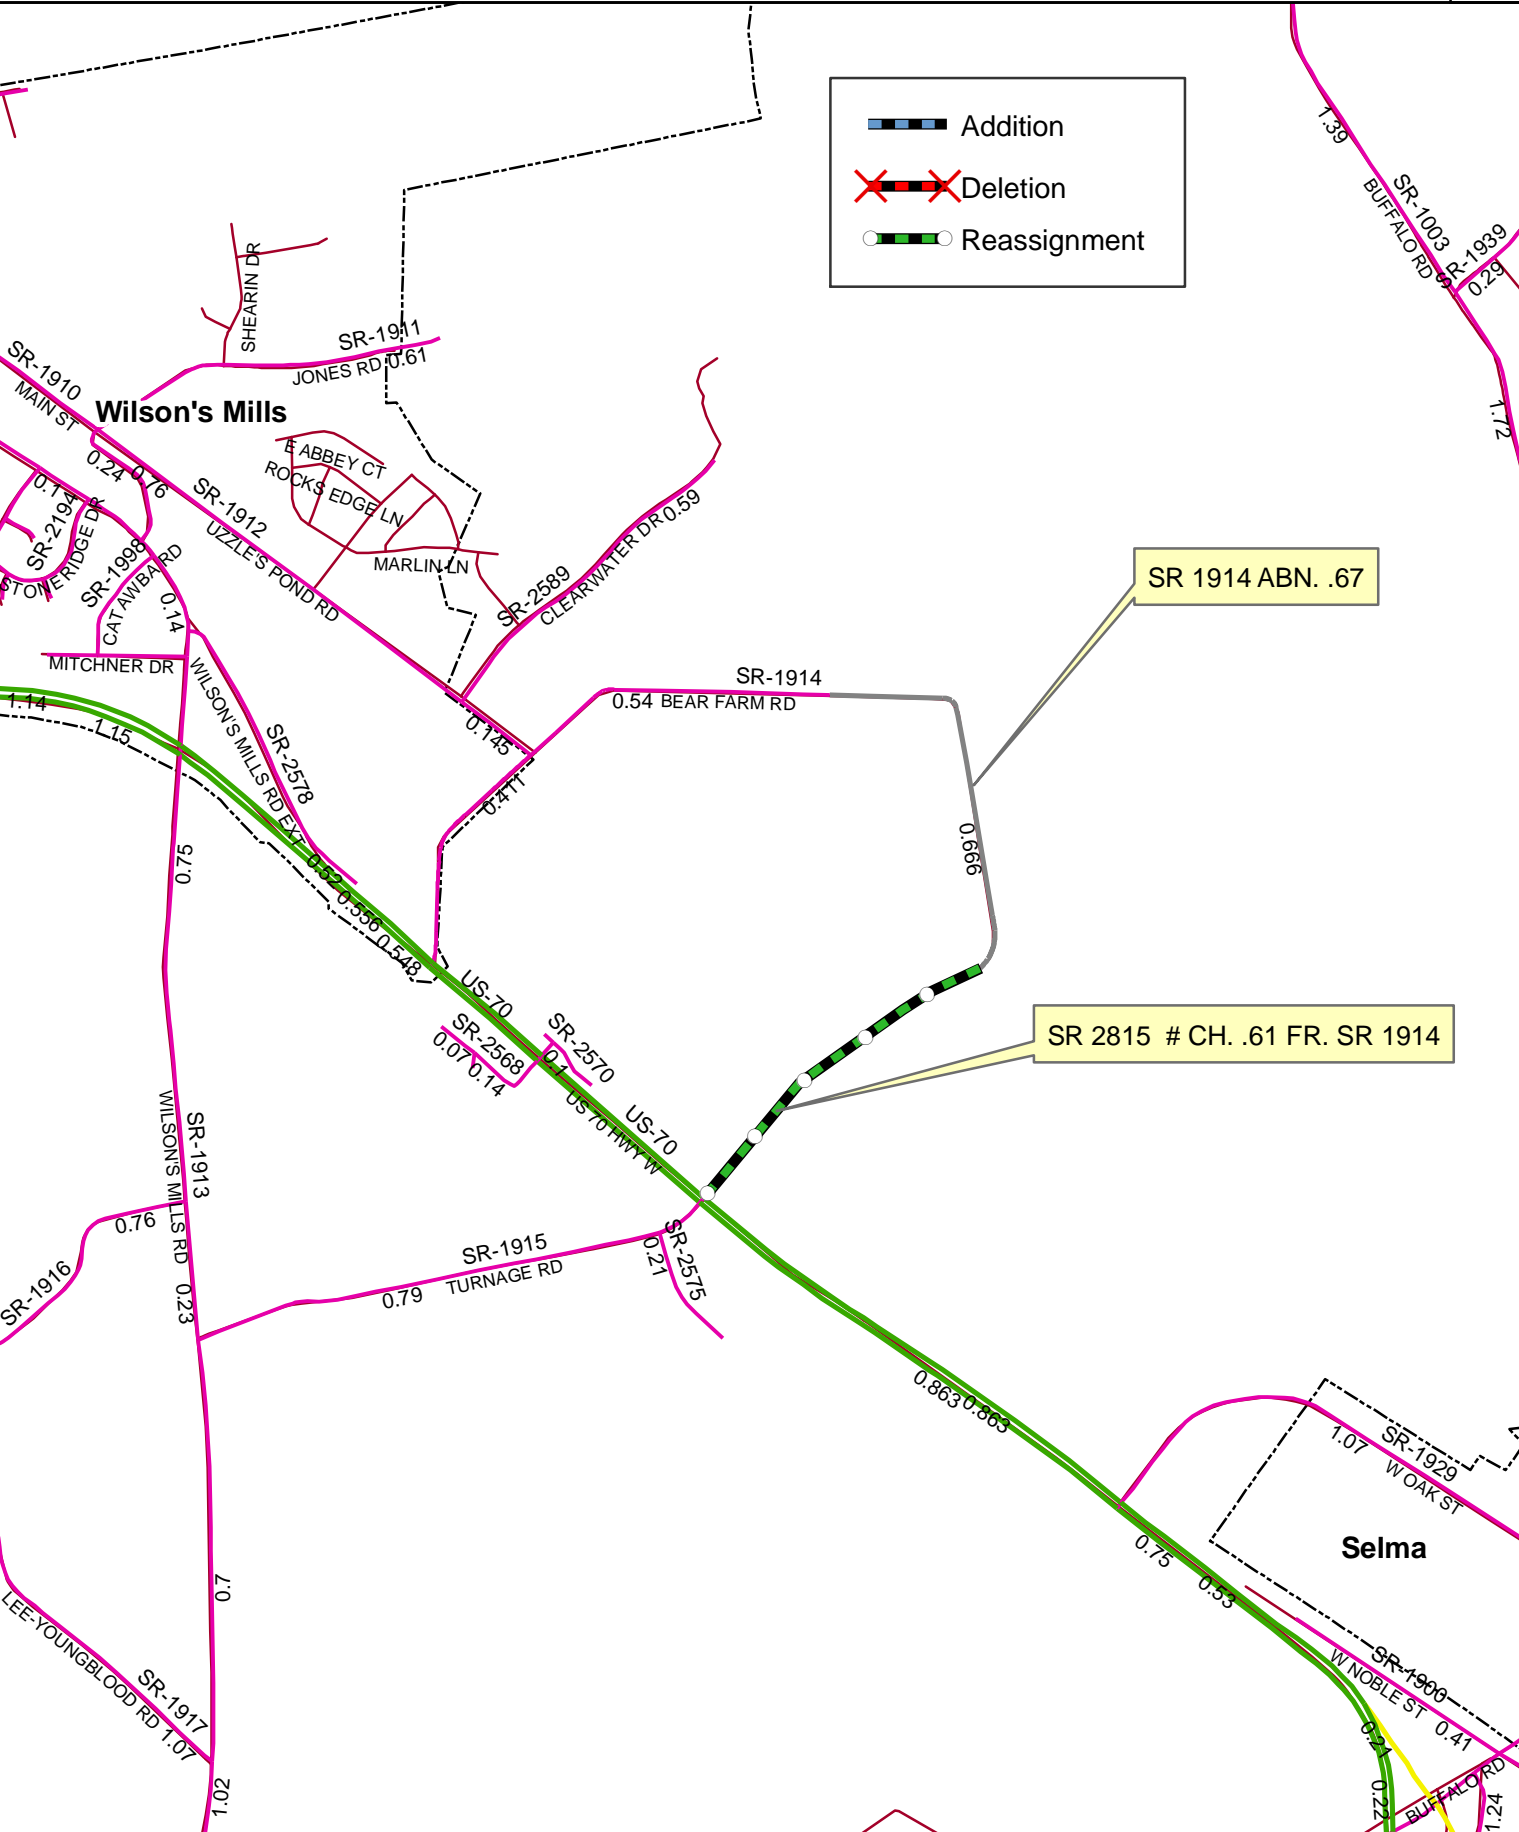 Addition
Deletion
Reassignment
1.39
SR-1003
BUFFALO RD
SR-1939
0.29
S
1.72
SHEARIN DR
SR-1911
JONES RD 0.61
SR-1910
MAIN ST
Wilson's Mills
0.24
0.76
0.1
SR-2194
STONERIDGE DR
SR-1998
CATAWBA RD
0.14
MITCHNER DR
E ABBEY CT
ROCKS EDGE LN
MARLIN LN
SR-1912
UZZLE'S POND RD
SR-2589
CLEARWATER DR 0.59
SR 1914 ABN. .67
SR-1914
0.54 BEAR FARM RD
0.145
0.411
0.666
1.14
1.15
WILSON'S MILLS RD EXT
SR-2578
0.75
0.52
0.556
0.548
US-70
SR-2568
0.07
0.14
SR-2570
0.1
US 70 HWY W
US-70
SR 2815 # CH. .61 FR. SR 1914
WILSON'S MILLS RD
SR-1913
0.76
SR-1916
0.23
SR-1915
TURNAGE RD
0.79
SR-2575
0.21
0.863
0.863
1.07
SR-1929
W OAK ST
Selma
0.75
0.53
0.7
LEE-YOUNGBLOOD RD 1.07
SR-1917
1.02
SR-1900
W NOBLE ST
0.41
0.21
0.22
BUFFALO RD
1.24